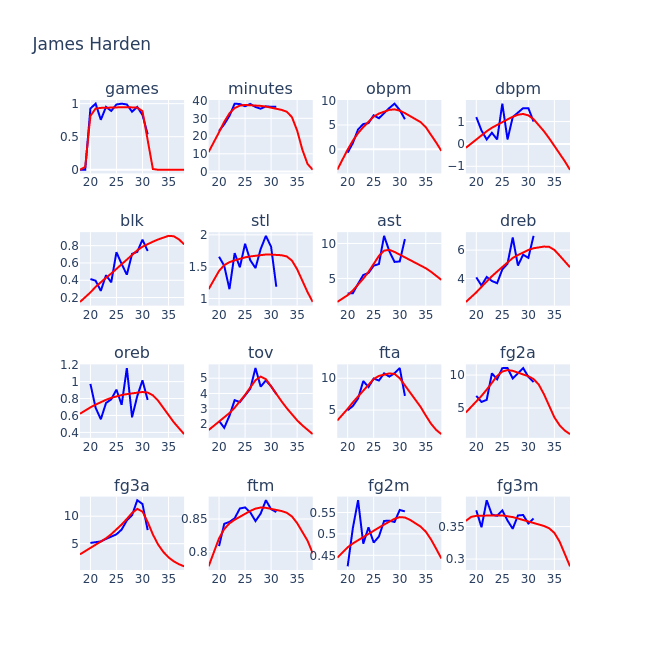 James Harden
games minutes obpm dbpm
1 0.5 0 20 25 30 35
40 30 20 10 0 20 25 30 35
10 5 0 20 25 30 35
1 0 −1 20 25 30 35
blk stl ast dreb
0.8 0.6 0.4 0.2 20 25 30 35
2 1.5 1 20 25 30 35
10 5 20 25 30 35
6 4 20 25 30 35
oreb tov fta fg2a
1.2 1 0.8 0.6 0.4 20 25 30 35
5 4 3 2 20 25 30 35
10 5 20 25 30 35
10 5 20 25 30 35
fg3a ftm fg2m fg3m
10 5 20 25 30 35
0.85 0.8 20 25 30 35
0.55 0.5 0.45 20 25 30 35
0.35 0.3 20 25 30 35